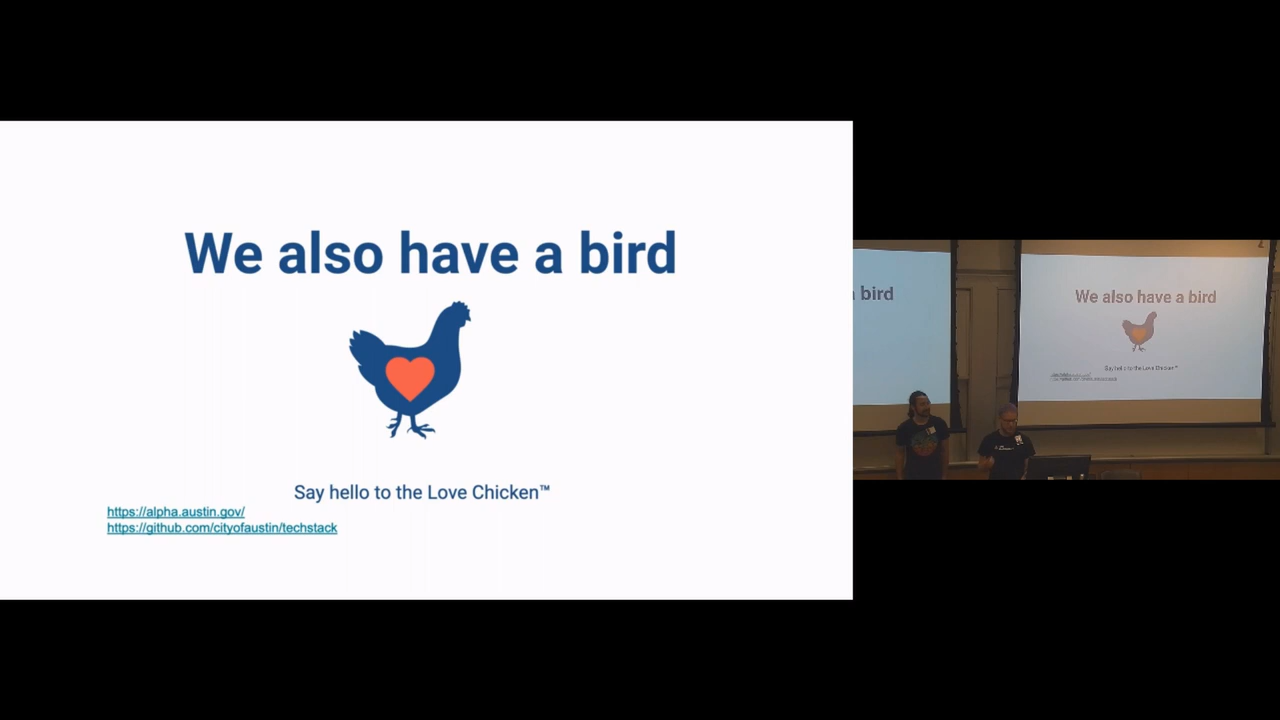 We also have a bird
Say hello to the Love Chicken™
https://alpha.austin.gov/
https://github.com/cityofaustin/techstack
bird
We also have a bird
Say hello to the Love Chicken™